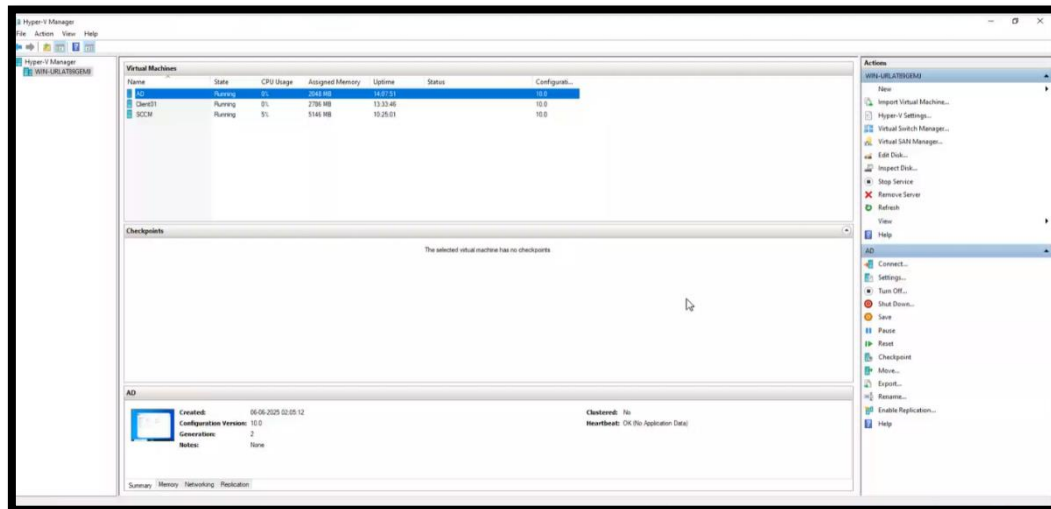 Hyper-V Manager
File Action View Help
Hyper-V Manager
WIN-URLAT89GEMJ
Virtual Machines
Name State CPU Usage Assigned Memory Uptime Status Configurati...
AD Running 0% 2048 MB 14:07:51 10.0
Client01 Running 0% 2786 MB 13:33:46 10.0
SCCM Running 5% 5146 MB 10:25:01 10.0
Checkpoints
The selected virtual machine has no checkpoints
AD
Created: 06-06-2025 02:05:12 Clustered: No
Configuration Version: 10.0 Heartbeat: OK (No Application Data)
Generation: 2
Notes: None
Summary Memory Networking Replication
Actions
New
Import Virtual Machine...
Hyper-V Settings...
Virtual Switch Manager...
Virtual SAN Manager...
Edit Disk...
Inspect Disk...
Stop Service
Remove Server
Refresh
View
Help
AD
Connect...
Settings...
Turn Off...
Shut Down...
Save
Pause
Reset
Checkpoint
Move...
Export...
Rename...
Enable Replication...
Help